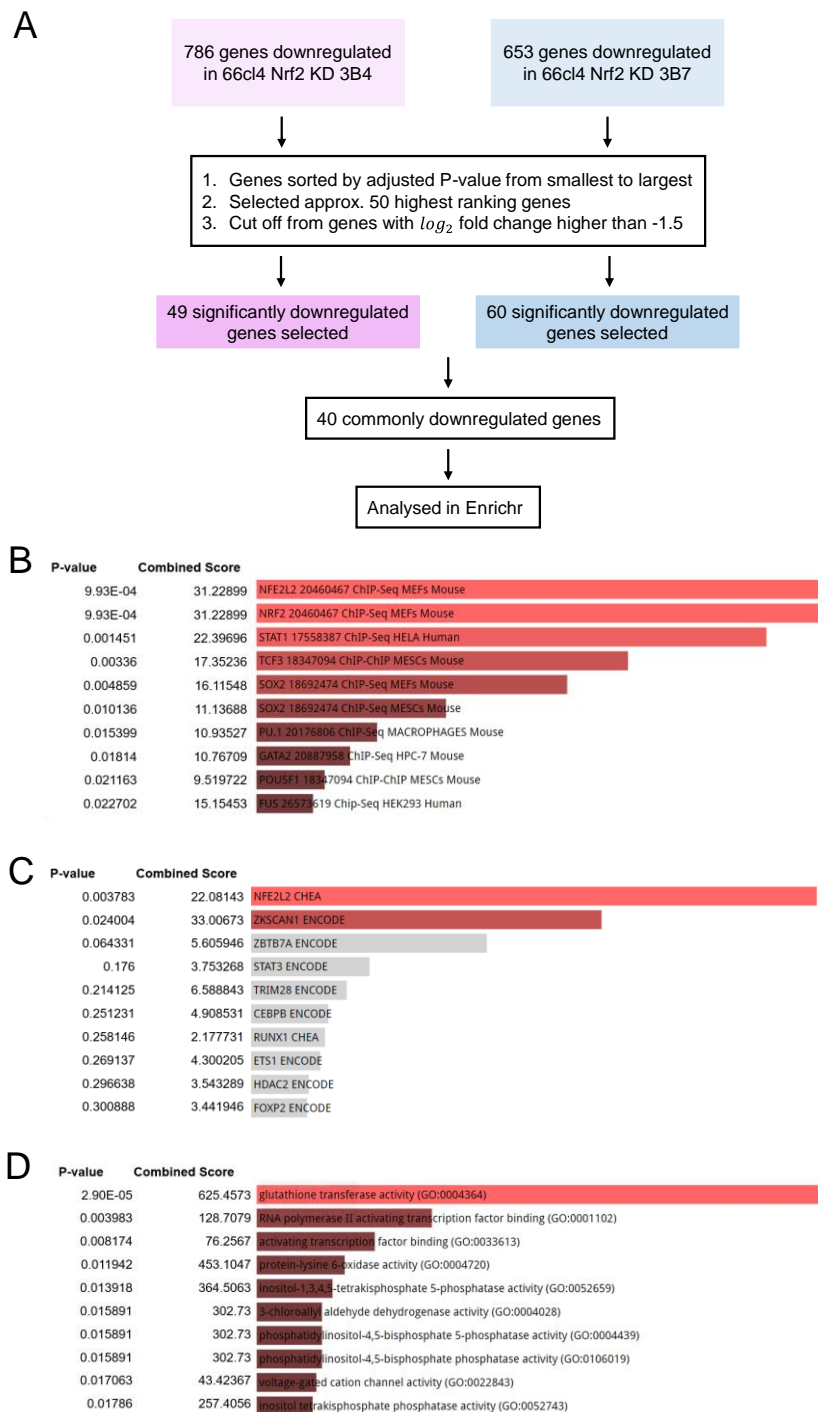 A
786 genes downregulated
in 66cl4 Nrf2 KD 3B4
653 genes downregulated
in 66cl4 Nrf2 KD 3B7
1. Genes sorted by adjusted P-value from smallest to largest
2. Selected approx. 50 highest ranking genes
3. Cut off from genes with log₂ fold change higher than -1.5
49 significantly downregulated
genes selected
60 significantly downregulated
genes selected
40 commonly downregulated genes
Analysed in Enrichr
B
P-value Combined Score
9.93E-04 31.22899 NFE2L2 20460467 ChIP-Seq MEFs Mouse
9.93E-04 31.22899 NRF2 20460467 ChIP-Seq MEFs Mouse
0.001451 22.39696 STAT1 17558387 ChIP-Seq HELA Human
0.00336 17.35236 TCF3 18347094 ChIP-ChIP MESCs Mouse
0.004859 16.11548 SOX2 18692474 ChIP-Seq MEFs Mouse
0.010136 11.13688 SOX2 18692474 ChIP-Seq MESCs Mouse
0.015399 10.93527 PU.1 20176806 ChIP-Seq MACROPHAGES Mouse
0.01814 10.76709 GATA2 20887958 ChIP-Seq HPC-7 Mouse
0.021163 9.519722 POU5F1 18347094 ChIP-ChIP MESCs Mouse
0.022702 15.15453 FUS 26573619 Chip-Seq HEK293 Human
C
P-value Combined Score
0.003783 22.08143 NFE2L2 CHEA
0.024004 33.00673 ZKSCAN1 ENCODE
0.064331 5.605946 ZBTB7A ENCODE
0.176 3.753268 STAT3 ENCODE
0.214125 6.588843 TRIM28 ENCODE
0.251231 4.908531 CEBPB ENCODE
0.258146 2.177731 RUNX1 CHEA
0.269137 4.300205 ETS1 ENCODE
0.296638 3.543289 HDAC2 ENCODE
0.300888 3.441946 FOXP2 ENCODE
D
P-value Combined Score
2.90E-05 625.4573 glutathione transferase activity (GO:0004364)
0.003983 128.7079 RNA polymerase II activating transcription factor binding (GO:0001102)
0.008174 76.2567 activating transcription factor binding (GO:0033613)
0.011942 453.1047 protein-lysine 6-oxidase activity (GO:0004720)
0.013918 364.5063 inositol-1,3,4,5-tetrakisphosphate 5-phosphatase activity (GO:0052659)
0.015891 302.73 3-chloroallyl aldehyde dehydrogenase activity (GO:0004028)
0.015891 302.73 phosphatidylinositol-4,5-bisphosphate 5-phosphatase activity (GO:0004439)
0.015891 302.73 phosphatidylinositol-4,5-bisphosphate phosphatase activity (GO:0106019)
0.017063 43.42367 voltage-gated cation channel activity (GO:0022843)
0.01786 257.4056 inositol tetrakisphosphate phosphatase activity (GO:0052743)